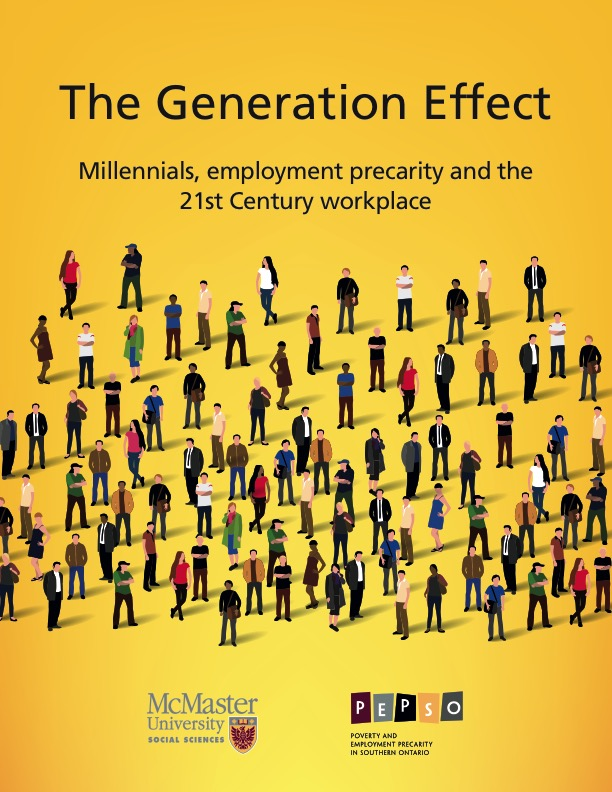 The Generation Effect
Millennials, employment precarity and the
21st Century workplace
McMaster
University
SOCIAL SCIENCES
PEPSO
POVERTY AND
EMPLOYMENT PRECARITY
IN SOUTHERN ONTARIO